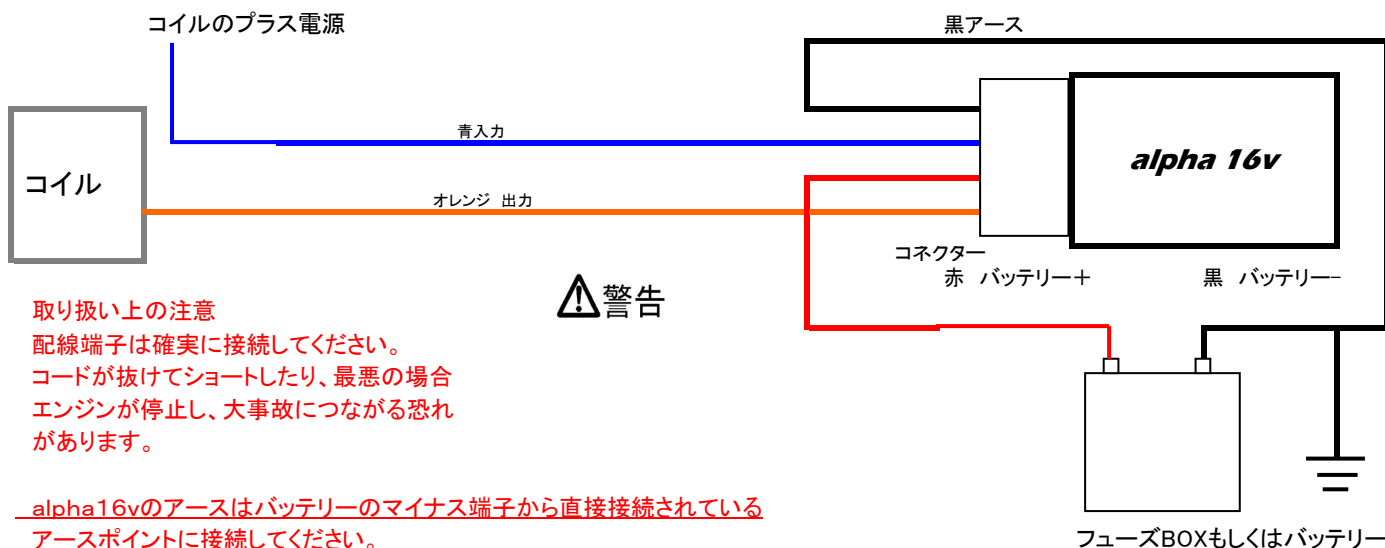 コイルのプラス電源
黒アース
青入力
alpha 16v
コイル
オレンジ 出力
コネクター
赤 バッテリー＋
黒 バッテリー−
警告
取り扱い上の注意
配線端子は確実に接続してください。
コードが抜けてショートしたり、最悪の場合
エンジンが停止し、大事故につながる恐れ
があります。
alpha16vのアースはバッテリーのマイナス端子から直接接続されている
アースポイントに接続してください。
フューズBOXもしくはバッテリー